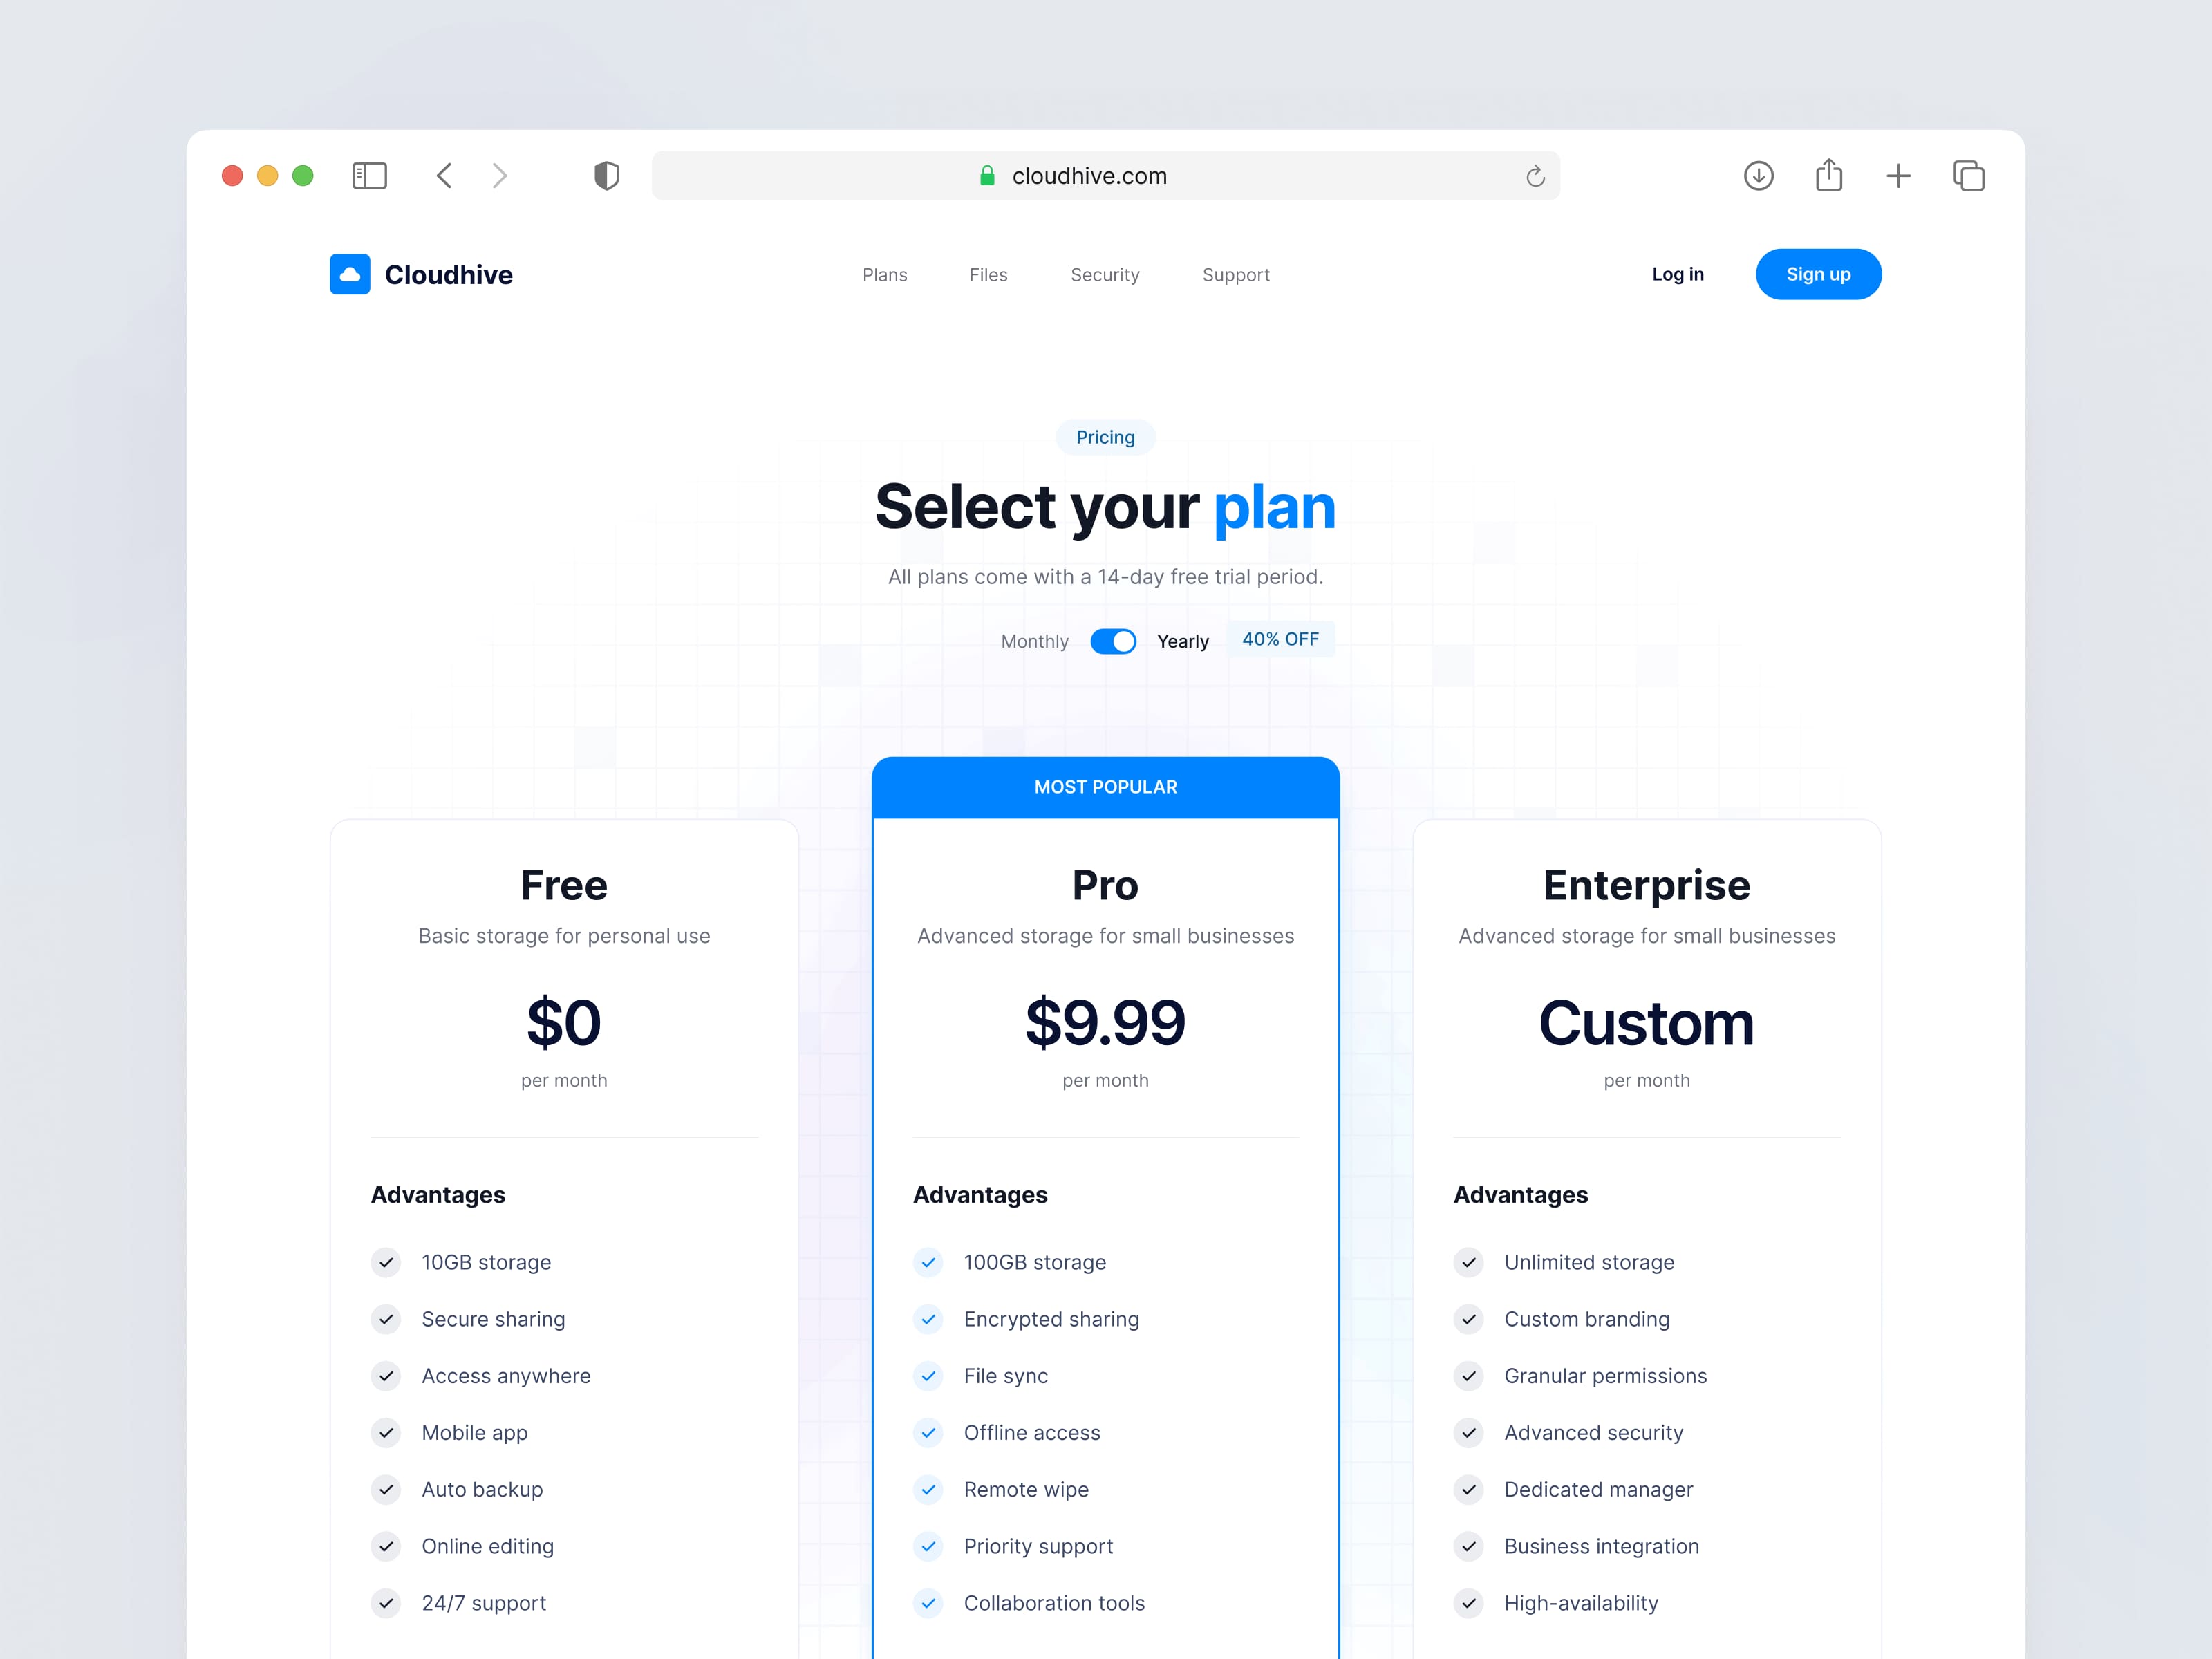 cloudhive.com
Cloudhive
Plans Files Security Support
Log in Sign up
Pricing
Select your plan
All plans come with a 14-day free trial period.
Monthly Yearly 40% OFF
Free
Basic storage for personal use
$0
per month
Advantages
10GB storage
Secure sharing
Access anywhere
Mobile app
Auto backup
Online editing
24/7 support
MOST POPULAR
Pro
Advanced storage for small businesses
$9.99
per month
Advantages
100GB storage
Encrypted sharing
File sync
Offline access
Remote wipe
Priority support
Collaboration tools
Enterprise
Advanced storage for small businesses
Custom
per month
Advantages
Unlimited storage
Custom branding
Granular permissions
Advanced security
Dedicated manager
Business integration
High-availability